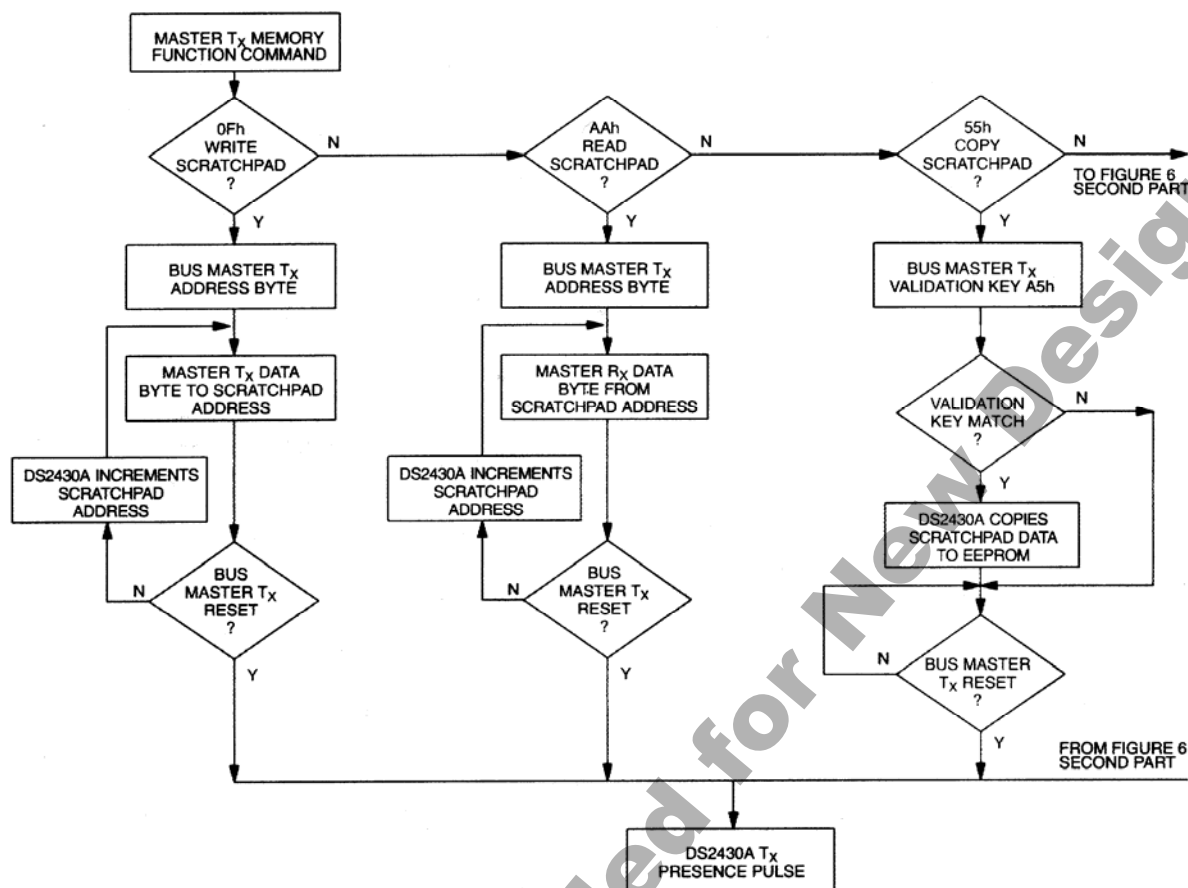 MASTER TX MEMORY
FUNCTION COMMAND
0Fh
WRITE
SCRATCHPAD
?
N
Y
AAh
READ
SCRATCHPAD
?
N
Y
55h
COPY
SCRATCHPAD
?
N
Y
TO FIGURE 6
SECOND PART
BUS MASTER TX
ADDRESS BYTE
BUS MASTER TX
ADDRESS BYTE
BUS MASTER TX
VALIDATION KEY A5h
MASTER TX DATA
BYTE TO SCRATCHPAD
ADDRESS
MASTER RX DATA
BYTE FROM
SCRATCHPAD ADDRESS
VALIDATION
KEY MATCH
?
N
Y
DS2430A INCREMENTS
SCRATCHPAD
ADDRESS
DS2430A INCREMENTS
SCRATCHPAD
ADDRESS
DS2430A COPIES
SCRATCHPAD DATA
TO EEPROM
BUS
MASTER TX
RESET
?
N
Y
BUS
MASTER TX
RESET
?
N
Y
BUS MASTER
TX RESET
?
N
Y
FROM FIGURE 6
SECOND PART
DS2430A TX
PRESENCE PULSE
ed for New Design